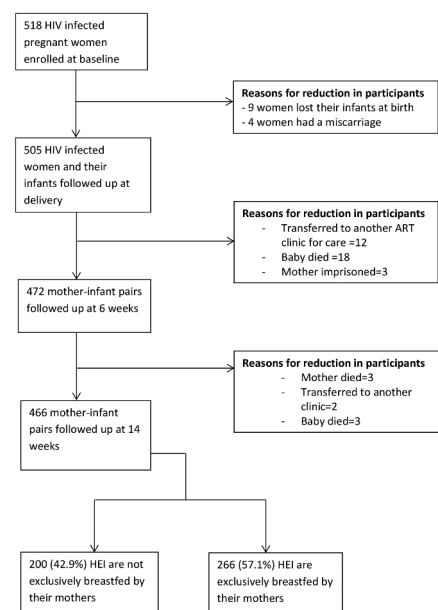 518 HIV infected
pregnant women
enrolled at baseline
Reasons for reduction in participants
- 9 women lost their infants at birth
- 4 women had a miscarriage
505 HIV infected
women and their
infants followed up at
delivery
Reasons for reduction in participants
- Transferred to another ART
clinic for care =12
- Baby died =18
- Mother imprisoned=3
472 mother-infant pairs
followed up at 6 weeks
Reasons for reduction in participants
- Mother died=3
- Transferred to another
clinic=2
- Baby died=3
466 mother-infant
pairs followed up at 14
weeks
200 (42.9%) HEI are not
exclusively breastfed by
their mothers
266 (57.1%) HEI are
exclusively breastfed by
their mothers